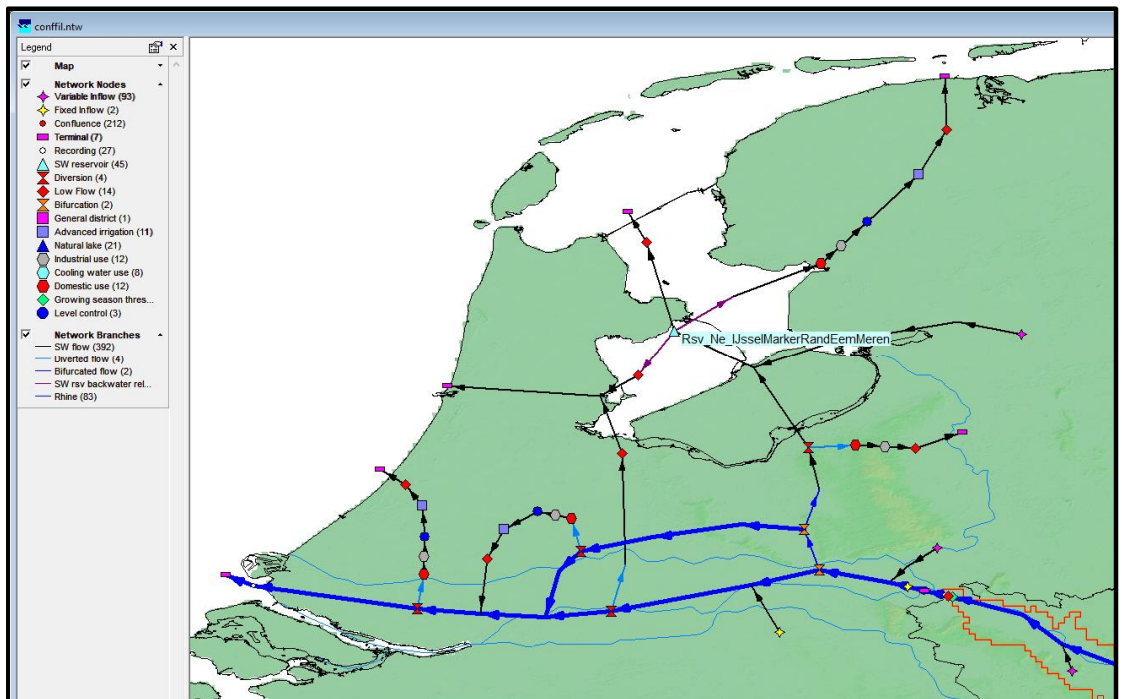 conffil.ntw
Legend
Map
Network Nodes
Variable Inflow (93)
Fixed Inflow (2)
Confluence (212)
Terminal (7)
Recording (27)
SW reservoir (45)
Diversion (4)
Low Flow (14)
Bifurcation (2)
General district (1)
Advanced irrigation (11)
Natural lake (21)
Industrial use (12)
Cooling water use (8)
Domestic use (12)
Growing season thres...
Level control (3)
Network Branches
SW flow (392)
Diverted flow (4)
Bifurcated flow (2)
SW rsv backwater rel...
Rhine (83)
Rsv_Ne_IJsselMarkerRandEemMeren